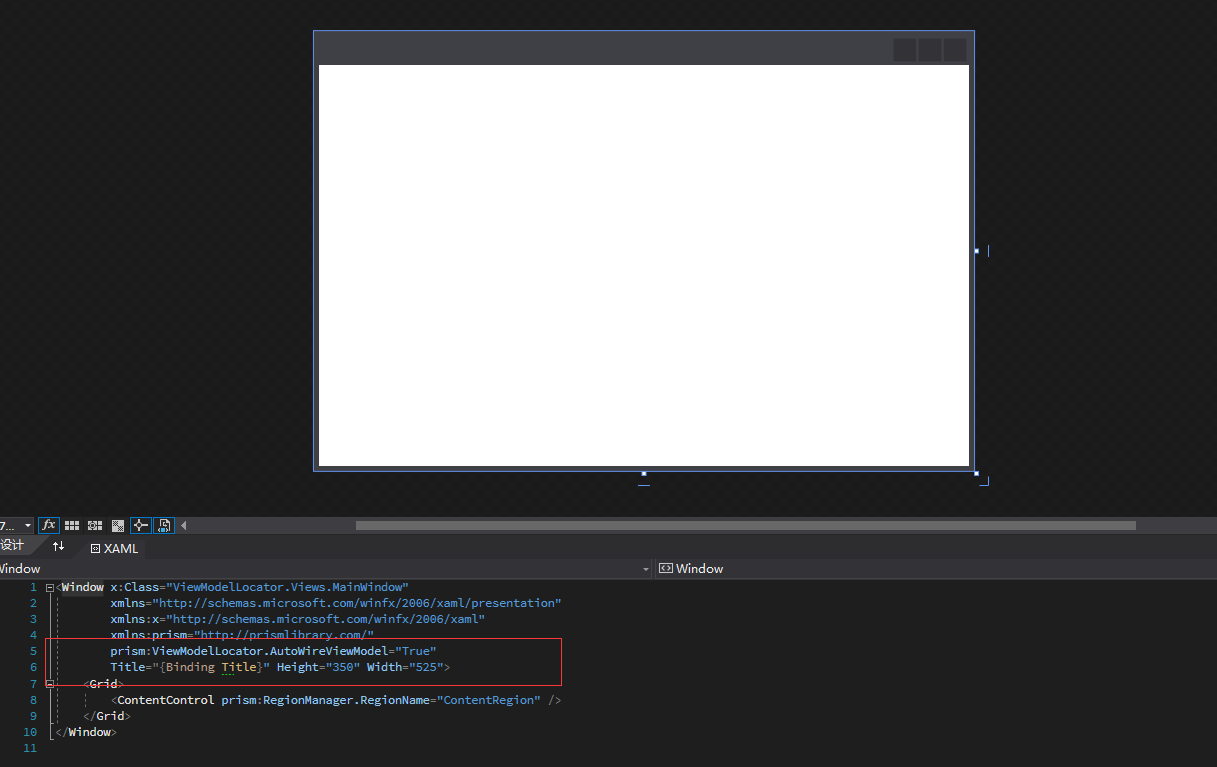 7...
fx
设计
XAML
Window
Window
1 <Window x:Class="ViewModelLocator.Views.MainWindow"
2 xmlns="http://schemas.microsoft.com/winfx/2006/xaml/presentation"
3 xmlns:x="http://schemas.microsoft.com/winfx/2006/xaml"
4 xmlns:prism="http://prismlibrary.com/"
5 prism:ViewModelLocator.AutoWireViewModel="True"
6 Title="{Binding Title}" Height="350" Width="525">
7 <Grid>
8 <ContentControl prism:RegionManager.RegionName="ContentRegion" />
9 </Grid>
10 </Window>
11